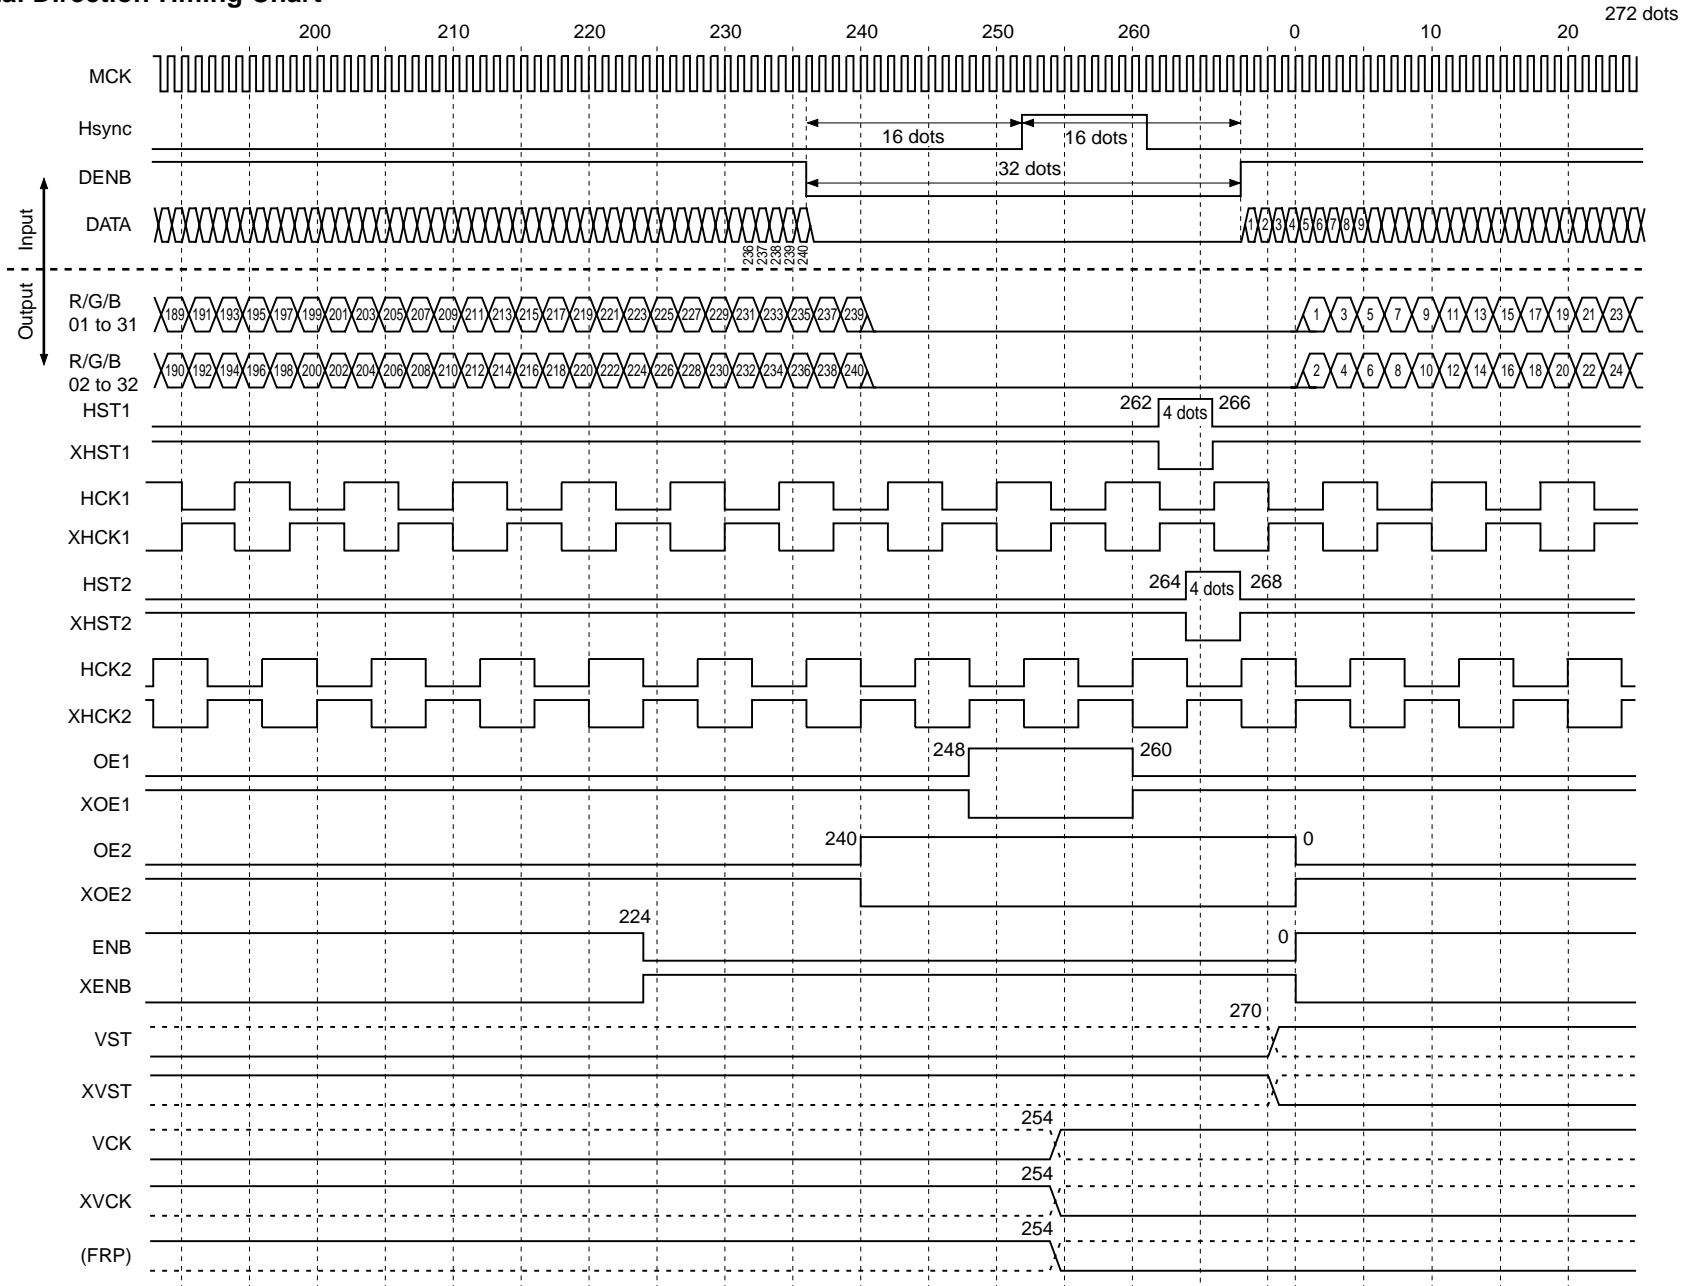 al Direction Timing Chart
272 dots
200 210 220 230 240 250 260 0 10 20
MCK
Hsync
16 dots 16 dots
DENB
32 dots
Input
DATA
1 2 3 4 5 6 7 8 9
236 237 238 239 240
Output
R/G/B
01 to 31
189 191 193 195 197 199 201 203 205 207 209 211 213 215 217 219 221 223 225 227 229 231 233 235 237 239 1 3 5 7 9 11 13 15 17 19 21 23
R/G/B
02 to 32
190 192 194 196 198 200 202 204 206 208 210 212 214 216 218 220 222 224 226 228 230 232 234 236 238 240 2 4 6 8 10 12 14 16 18 20 22 24
HST1
262 4 dots 266
XHST1
HCK1
XHCK1
HST2
264 4 dots 268
XHST2
HCK2
XHCK2
OE1
248 260
XOE1
OE2
240 0
XOE2
224
ENB
0
XENB
270
VST
XVST
254
VCK
254
XVCK
254
(FRP)